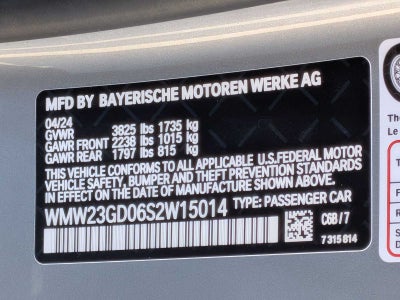 MFD BY BAYERISCHE MOTOREN WERKE AG
04/24
GVWR 3825 lbs 1735 kg
GAWR FRONT 2238 lbs 1015 kg
GAWR REAR 1797 lbs 815 kg
THIS VEHICLE CONFORMS TO ALL APPLICABLE U.S.FEDERAL MOTOR
VEHICLE SAFETY, BUMPER AND THEFT PREVENTION STANDARDS
IN EFFECT ON THE DATE OF MANUFACTURE SHOWN ABOVE.
WMW23GD06S2W15014 TYPE: PASSENGER CAR
C6B/7
7315814
The
Le